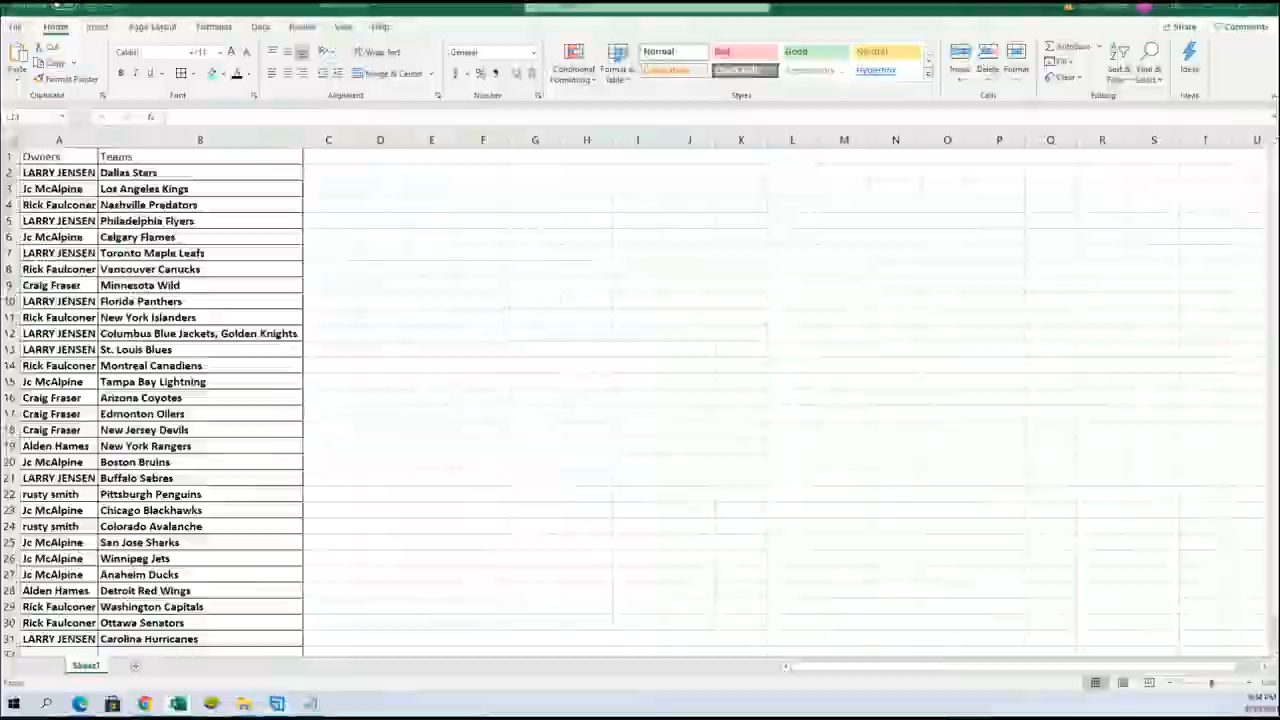 File Home Insert Page Layout Formulas Data Review View Help Share Comments
Cut
Copy
Format Painter
Paste
Calibri 11 Wrap Text General
Merge & Center
Conditional Formatting Format as Table
Normal Bad Good Neutral
Calculation Hyperlink
Delete Format
AutoSum
Fill
Clear
Sort & Filter Find & Select
Ideas
Clipboard Font Alignment Number Styles Cells Editing Ideas
fx
A B C D E F G H I J K L M N O P Q R S T U
1 Owners Teams
2 LARRY JENSEN Dallas Stars
3 Jc McAlpine Los Angeles Kings
4 Rick Faulconer Nashville Predators
5 LARRY JENSEN Philadelphia Flyers
6 Jc McAlpine Calgary Flames
7 LARRY JENSEN Toronto Maple Leafs
8 Rick Faulconer Vancouver Canucks
9 Craig Fraser Minnesota Wild
10 LARRY JENSEN Florida Panthers
11 Rick Faulconer New York Islanders
12 LARRY JENSEN Columbus Blue Jackets, Golden Knights
13 LARRY JENSEN St. Louis Blues
14 Rick Faulconer Montreal Canadiens
15 Jc McAlpine Tampa Bay Lightning
16 Craig Fraser Arizona Coyotes
17 Craig Fraser Edmonton Oilers
18 Craig Fraser New Jersey Devils
19 Alden Hames New York Rangers
20 Jc McAlpine Boston Bruins
21 LARRY JENSEN Buffalo Sabres
22 rusty smith Pittsburgh Penguins
23 Jc McAlpine Chicago Blackhawks
24 rusty smith Colorado Avalanche
25 Jc McAlpine San Jose Sharks
26 Jc McAlpine Winnipeg Jets
27 Jc McAlpine Anaheim Ducks
28 Alden Hames Detroit Red Wings
29 Rick Faulconer Washington Capitals
30 Rick Faulconer Ottawa Senators
31 LARRY JENSEN Carolina Hurricanes
Sheet1